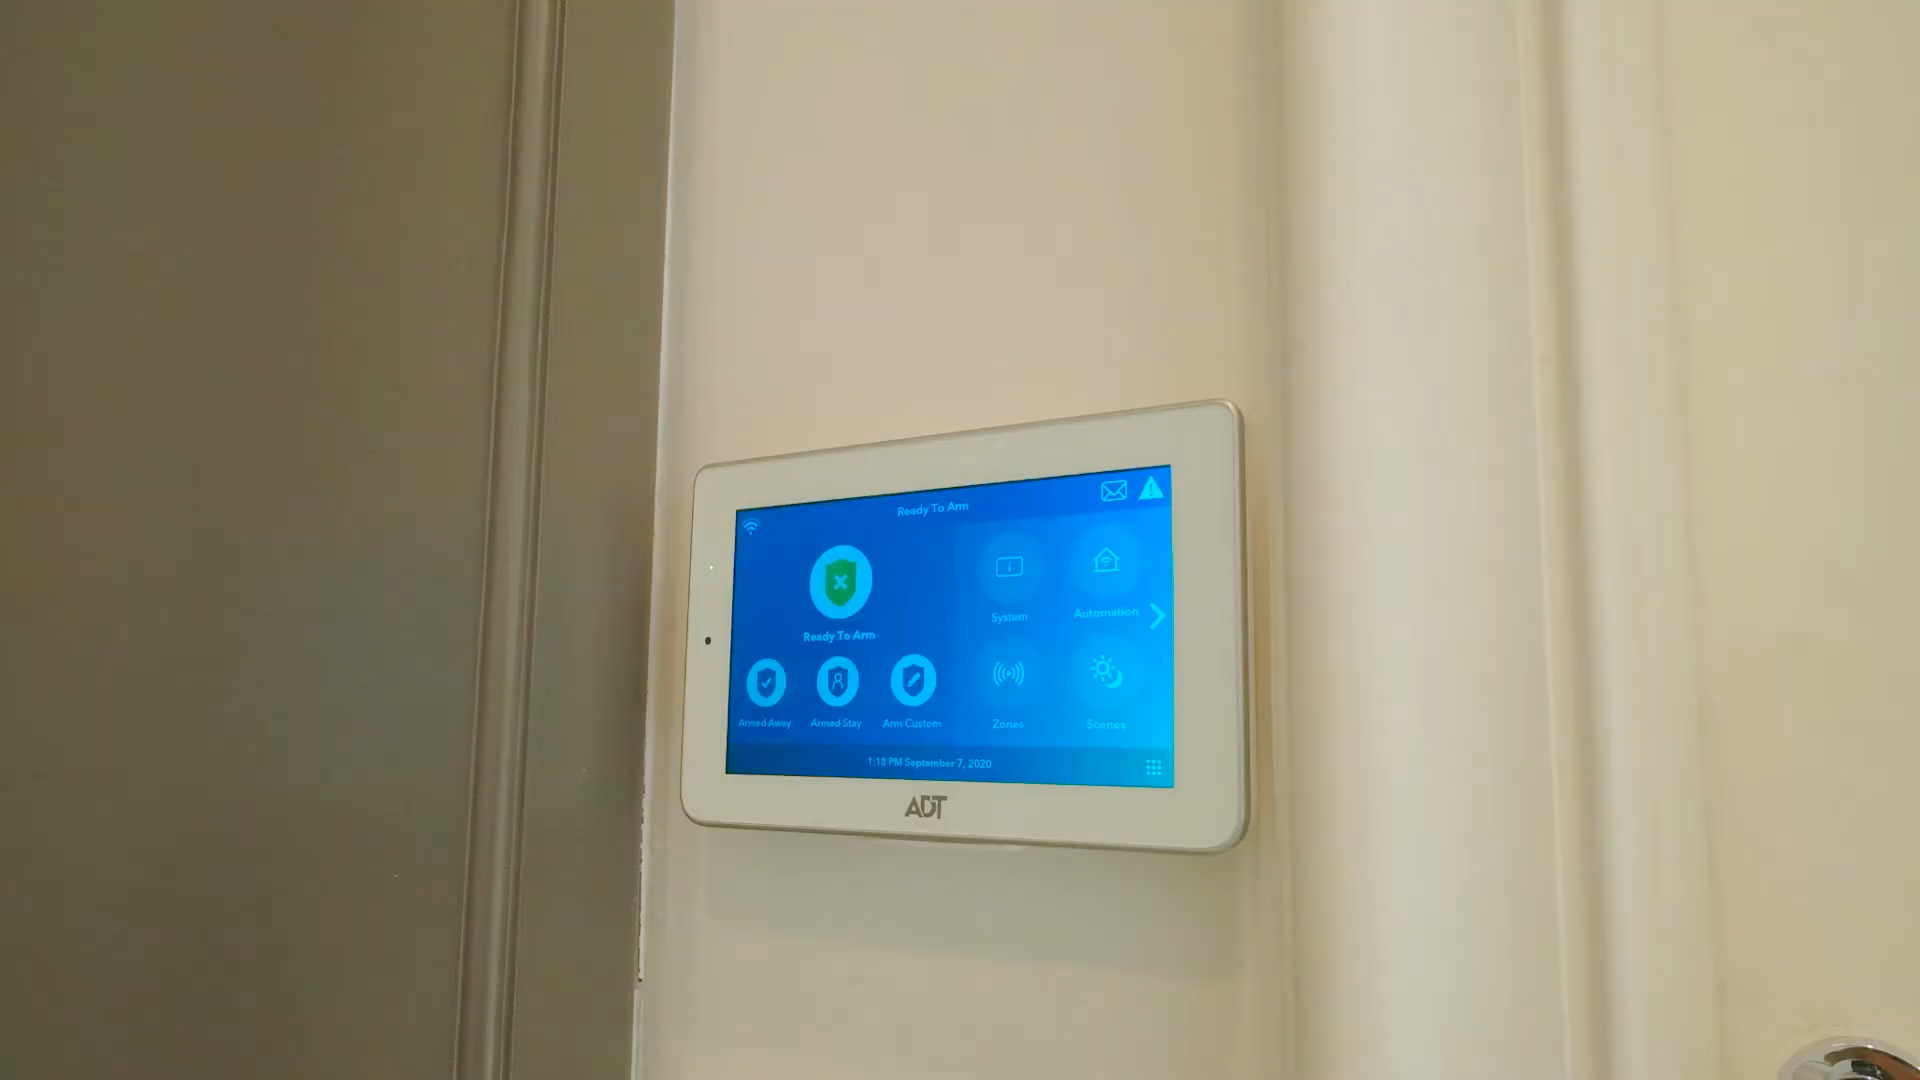 Ready To Arm
Ready To Arm
System
Automation
Armed Away
Armed Stay
Arm Custom
Zones
Scenes
1:18 PM September 7, 2020
ADT